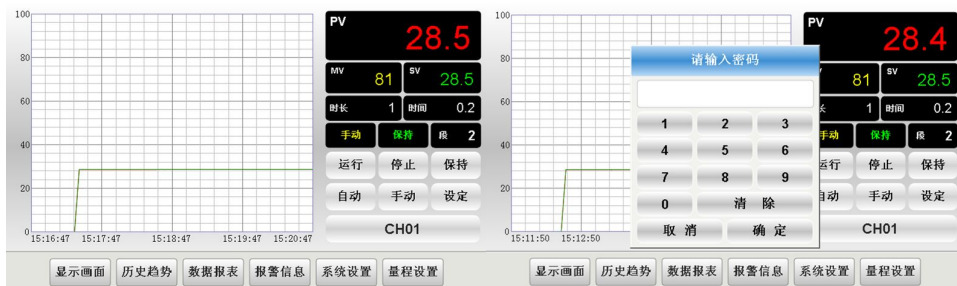 100
80
60
40
20
0
15:16:47 15:17:47 15:18:47 15:19:47 15:20:47
PV
28.5
MV 81 SV 28.5
时长 1 时间 0.2
手动 保持 段 2
运行 停止 保持
自动 手动 设定
CH01
显示画面 历史趋势 数据报表 报警信息 系统设置 量程设置
100
80
60
40
20
0
15:11:50 15:12:50
请输入密码
1 2 3
4 5 6
7 8 9
0 清 除
取 消 确 定
PV
28.4
81 SV 28.5
1 时间 0.2
手动 保持 段 2
运行 停止 保持
自动 手动 设定
CH01
显示画面 历史趋势 数据报表 报警信息 系统设置 量程设置